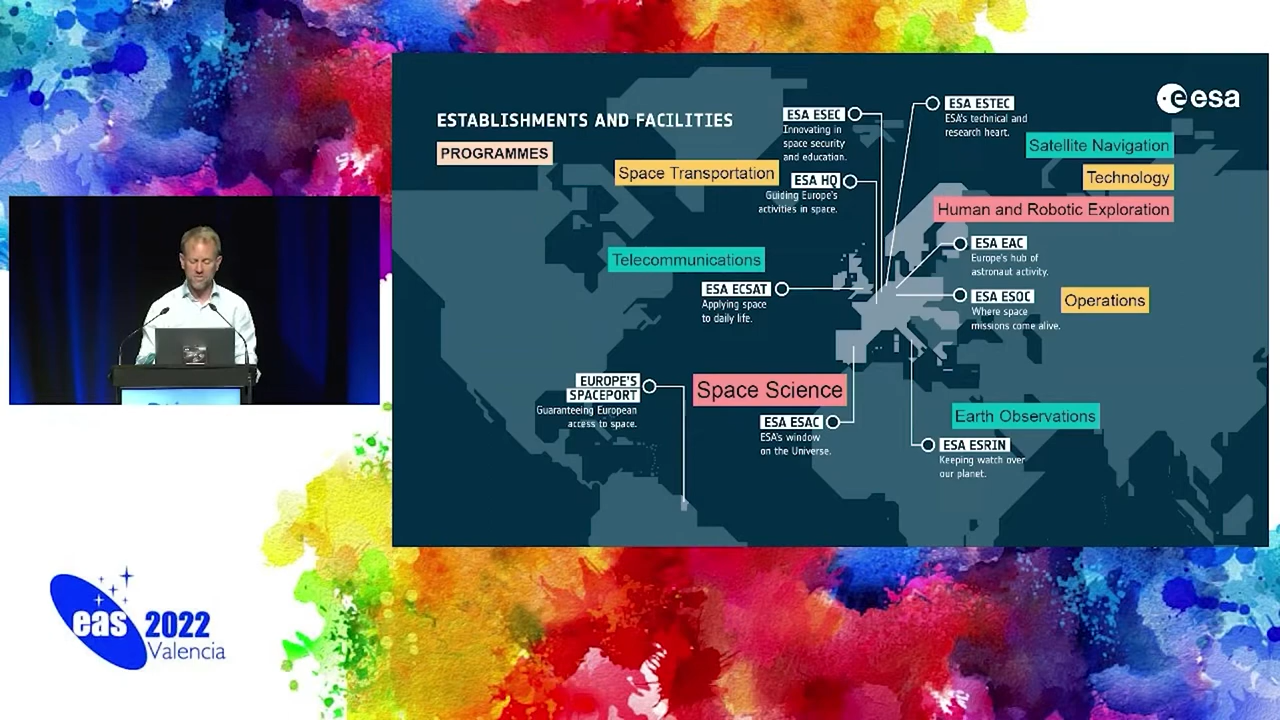 esa
ESTABLISHMENTS AND FACILITIES
PROGRAMMES
ESA ESEC
Innovating in
space security
and education.
ESA ESTEC
ESA's technical and
research heart.
Satellite Navigation
Technology
Human and Robotic Exploration
Space Transportation
ESA HQ
Guiding Europe's
activities in space.
Telecommunications
ESA ECSAT
Applying space
to daily life.
ESA EAC
Europe's hub of
astronaut activity.
ESA ESOC
Where space
missions come alive.
Operations
EUROPE'S
SPACEPORT
Guaranteeing European
access to space.
Space Science
ESA ESAC
ESA's window
on the Universe.
Earth Observations
ESA ESRIN
Keeping watch over
our planet.
eas 2022
Valencia